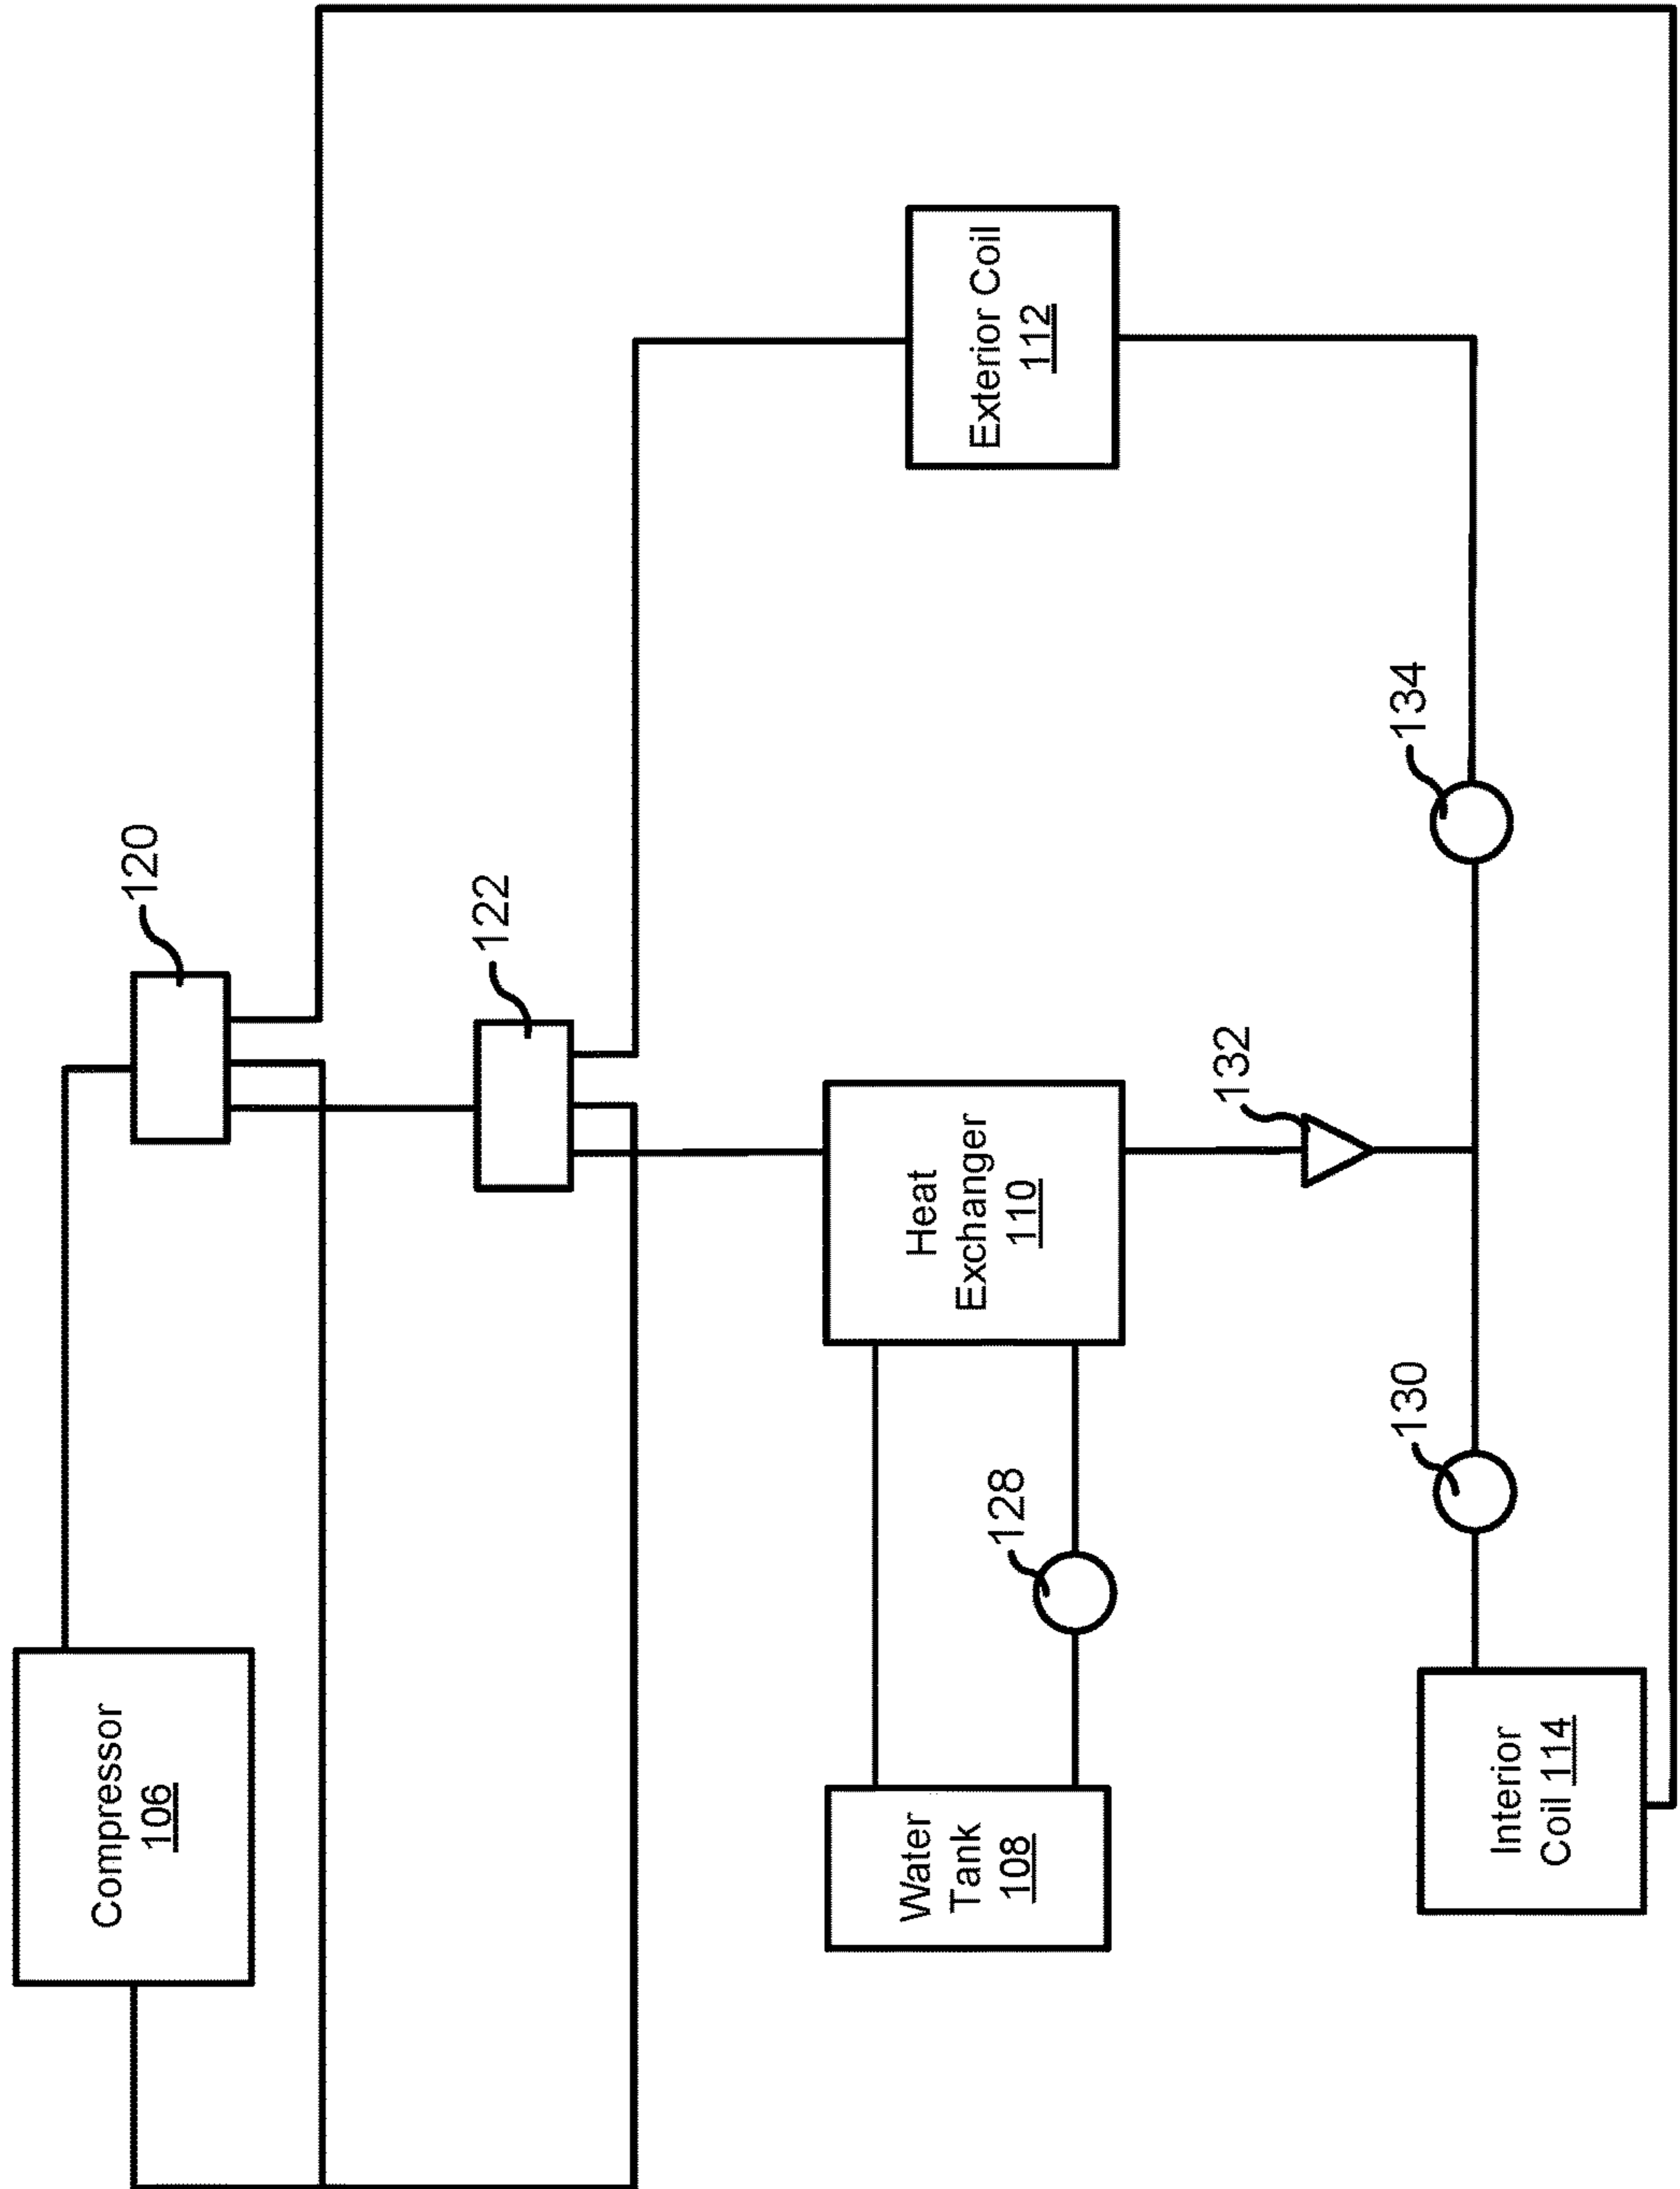 Compressor
106
120
122
Water
Tank
108
128
Heat
Exchanger
110
132
Exterior Coil
112
Interior
Coil 114
130
134